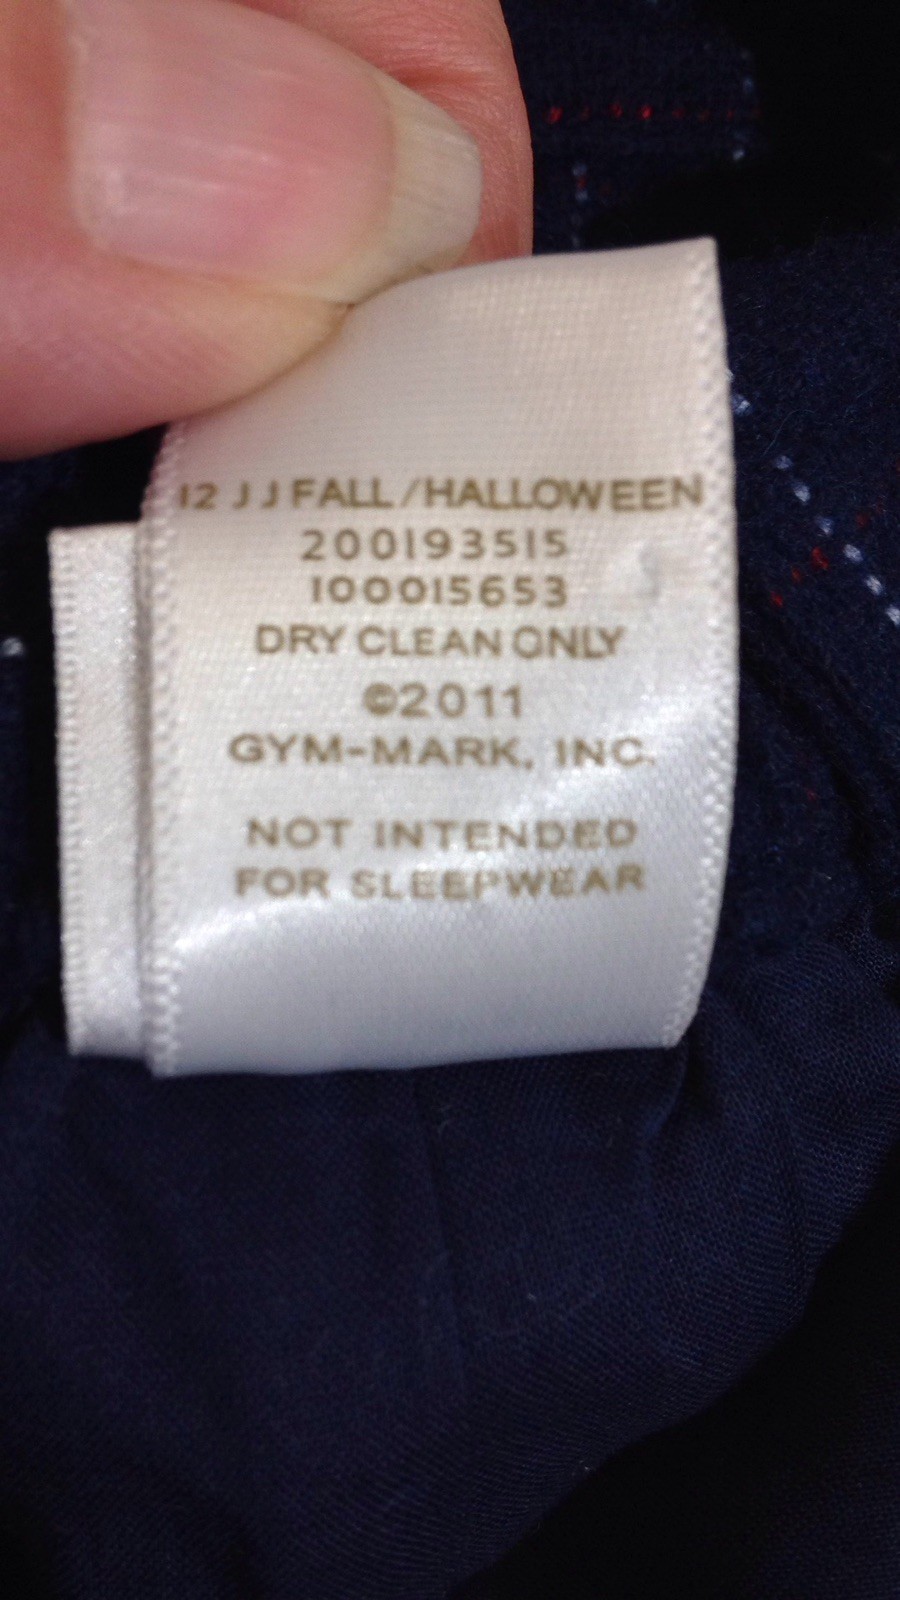 12 J J FALL/HALLOWEEN
200193515
100015653
DRY CLEAN ONLY
©2011
GYM-MARK, INC.
NOT INTENDED
FOR SLEEPWEAR